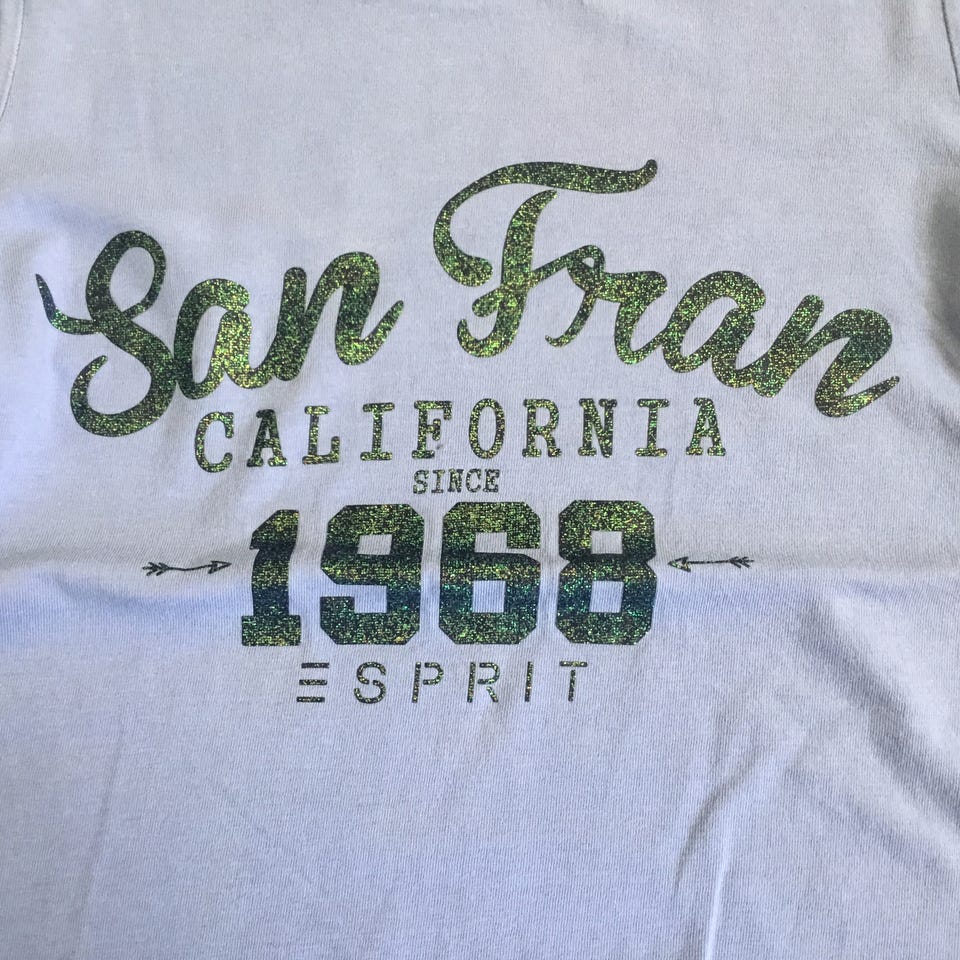 San Fran
CALIFORNIA
SINCE
1968
ESPRIT